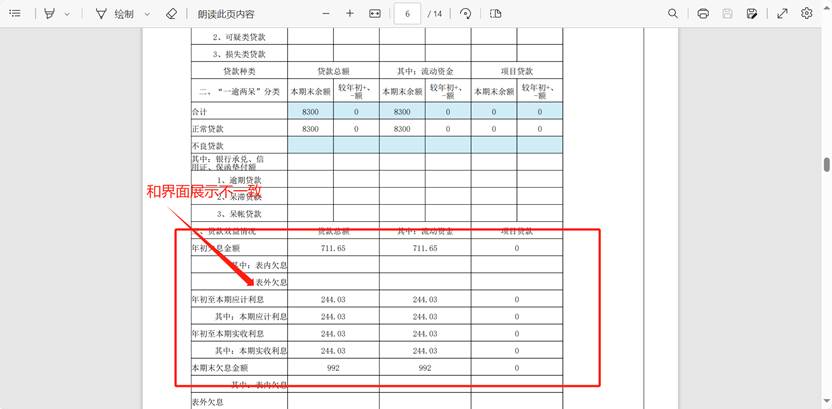 绘制 朗读此页内容 6 / 14
2、可疑类贷款
3、损失类贷款
贷款种类 贷款总额 其中：流动资金 项目贷款
二、“一逾两呆”分类 本期末余额 较年初+、-额 本期末余额 较年初+、-额 本期末余额 较年初+、-额
合计 8300 0 8300 0 0 0
正常贷款 8300 0 8300 0 0 0
不良贷款
其中：银行承兑、信
用证、保函垫付额
1、逾期贷款
和界面展示不一致
2、呆滞贷款
3、呆帐贷款
贷款效益情况 贷款总额 其中：流动资金 项目贷款
年初欠息金额 711.65 711.65 0
其中：表内欠息
表外欠息
年初至本期应计利息 244.03 244.03 0
其中：本期应计利息 244.03 244.03 0
年初至本期实收利息 244.03 244.03 0
其中：本期实收利息 244.03 244.03 0
本期末欠息金额 992 992 0
其中：表内欠息
表外欠息